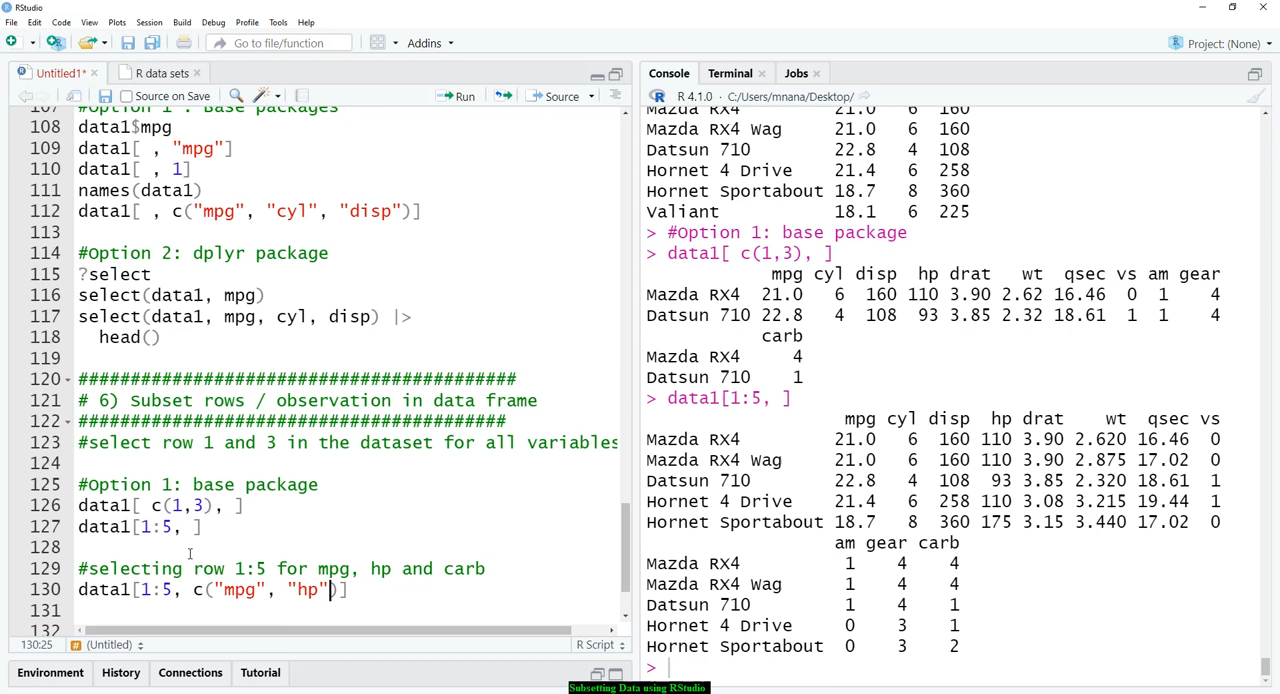 RStudio
File Edit Code View Plots Session Build Debug Profile Tools Help
Go to file/function Addins Project: (None)
Untitled1* R data sets
Source on Save Run Source
107 #Option 1 : Base packages
108 data1$mpg
109 data1[ , "mpg"]
110 data1[ , 1]
111 names(data1)
112 data1[ , c("mpg", "cyl", "disp")]
113
114 #Option 2: dplyr package
115 ?select
116 select(data1, mpg)
117 select(data1, mpg, cyl, disp) |>
118 head()
119
120 ##########################################
121 # 6) Subset rows / observation in data frame
122 #########################################
123 #select row 1 and 3 in the dataset for all variables
124
125 #Option 1: base package
126 data1[ c(1,3), ]
127 data1[1:5, ]
128
129 #selecting row 1:5 for mpg, hp and carb
130 data1[1:5, c("mpg", "hp")]
131
132
130:25 (Untitled) R Script
Environment History Connections Tutorial
Console Terminal Jobs
R 4.1.0 · C:/Users/mnana/Desktop/
Mazda RX4 21.0 6 160
Mazda RX4 Wag 21.0 6 160
Datsun 710 22.8 4 108
Hornet 4 Drive 21.4 6 258
Hornet Sportabout 18.7 8 360
Valiant 18.1 6 225
> #Option 1: base package
> data1[ c(1,3), ]
mpg cyl disp hp drat wt qsec vs am gear
Mazda RX4 21.0 6 160 110 3.90 2.62 16.46 0 1 4
Datsun 710 22.8 4 108 93 3.85 2.32 18.61 1 1 4
carb
Mazda RX4 4
Datsun 710 1
> data1[1:5, ]
mpg cyl disp hp drat wt qsec vs
Mazda RX4 21.0 6 160 110 3.90 2.620 16.46 0
Mazda RX4 Wag 21.0 6 160 110 3.90 2.875 17.02 0
Datsun 710 22.8 4 108 93 3.85 2.320 18.61 1
Hornet 4 Drive 21.4 6 258 110 3.08 3.215 19.44 1
Hornet Sportabout 18.7 8 360 175 3.15 3.440 17.02 0
am gear carb
Mazda RX4 1 4 4
Mazda RX4 Wag 1 4 4
Datsun 710 1 4 1
Hornet 4 Drive 0 3 1
Hornet Sportabout 0 3 2
>
Subsetting Data using RStudio